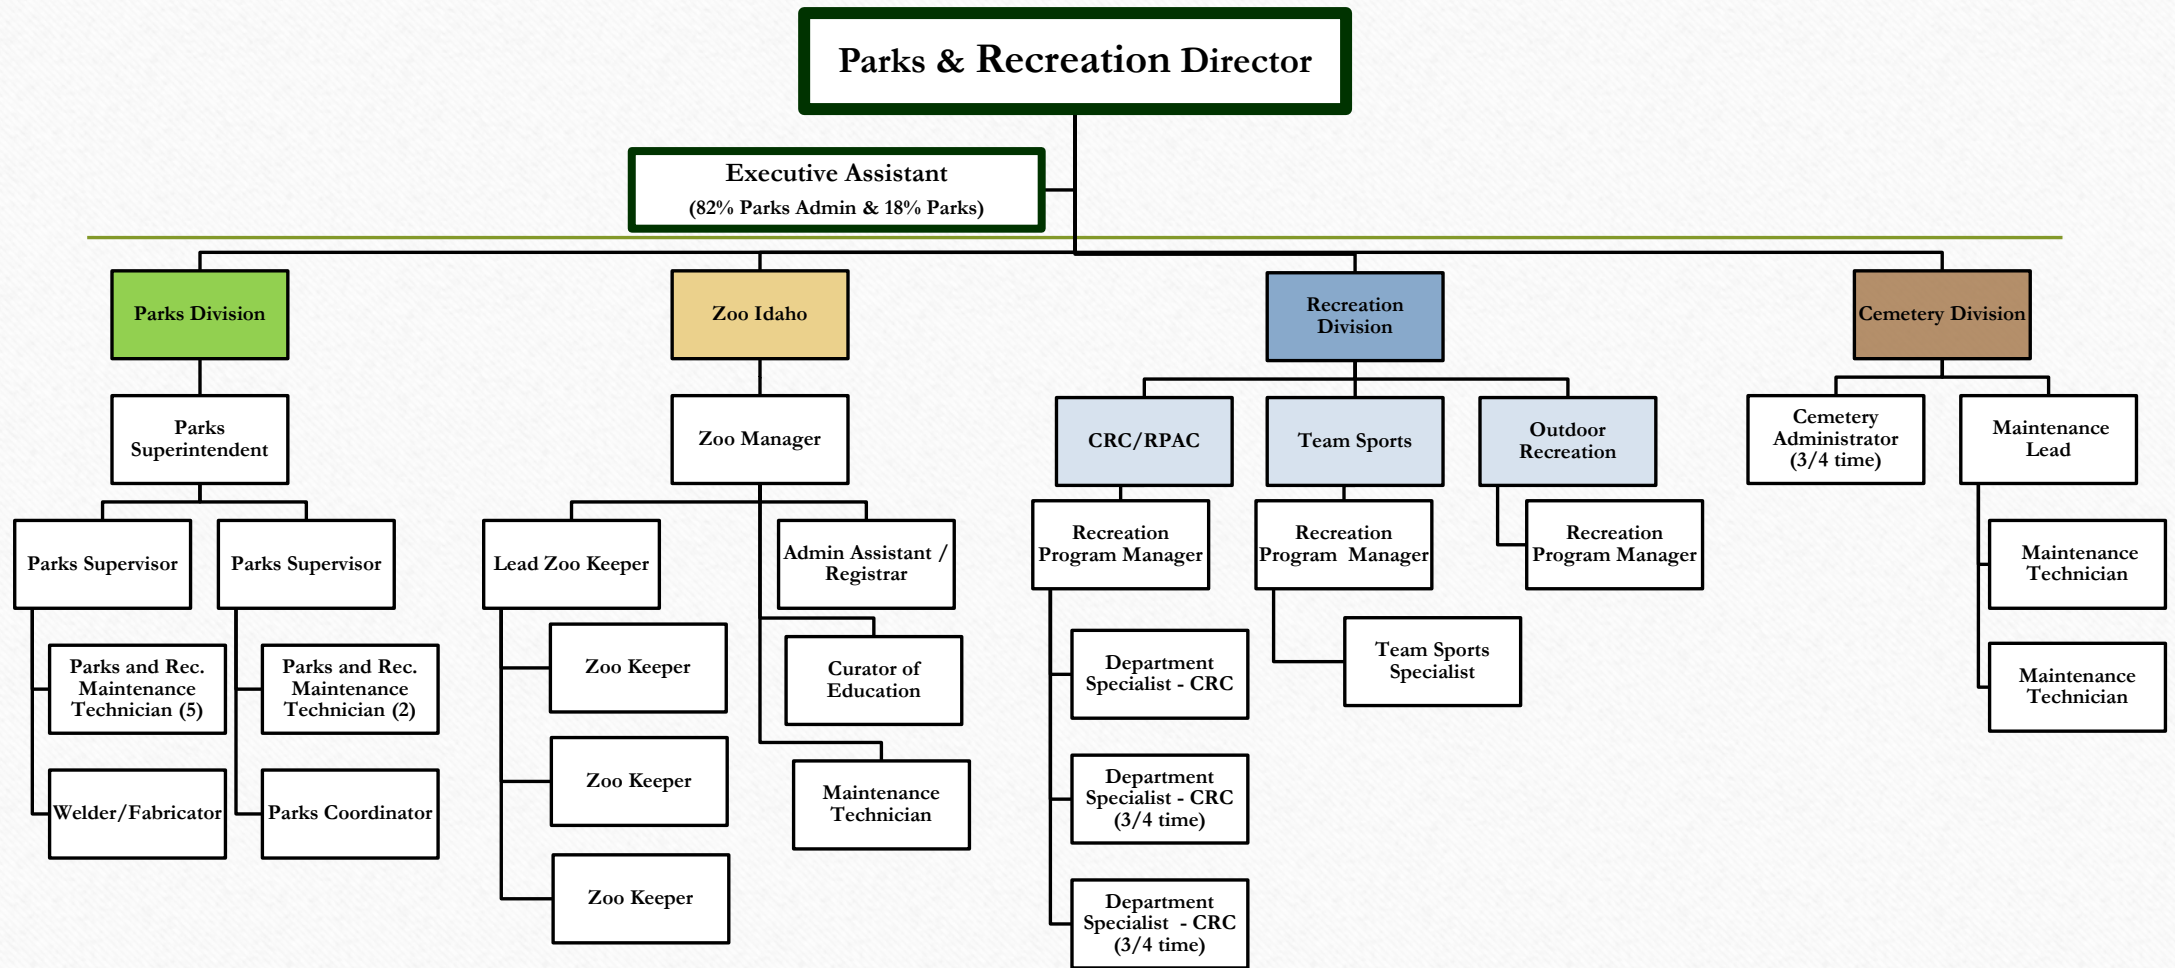 Parks & Recreation Director
Executive Assistant
(82% Parks Admin & 18% Parks)
Parks Division
Zoo Idaho
Recreation
Division
Cemetery Division
Parks
Superintendent
Zoo Manager
CRC/RPAC
Team Sports
Outdoor
Recreation
Cemetery
Administrator
(3/4 time)
Maintenance
Lead
Parks Supervisor
Parks Supervisor
Lead Zoo Keeper
Admin Assistant /
Registrar
Recreation
Program Manager
Recreation
Program  Manager
Recreation
Program Manager
Maintenance
Technician
Parks and Rec.
Maintenance
Technician (5)
Parks and Rec.
Maintenance
Technician (2)
Zoo Keeper
Curator of
Education
Department
Specialist - CRC
Team Sports
Specialist
Maintenance
Technician
Welder/Fabricator
Parks Coordinator
Zoo Keeper
Maintenance
Technician
Department
Specialist - CRC
(3/4 time)
Zoo Keeper
Department
Specialist  - CRC
(3/4 time)